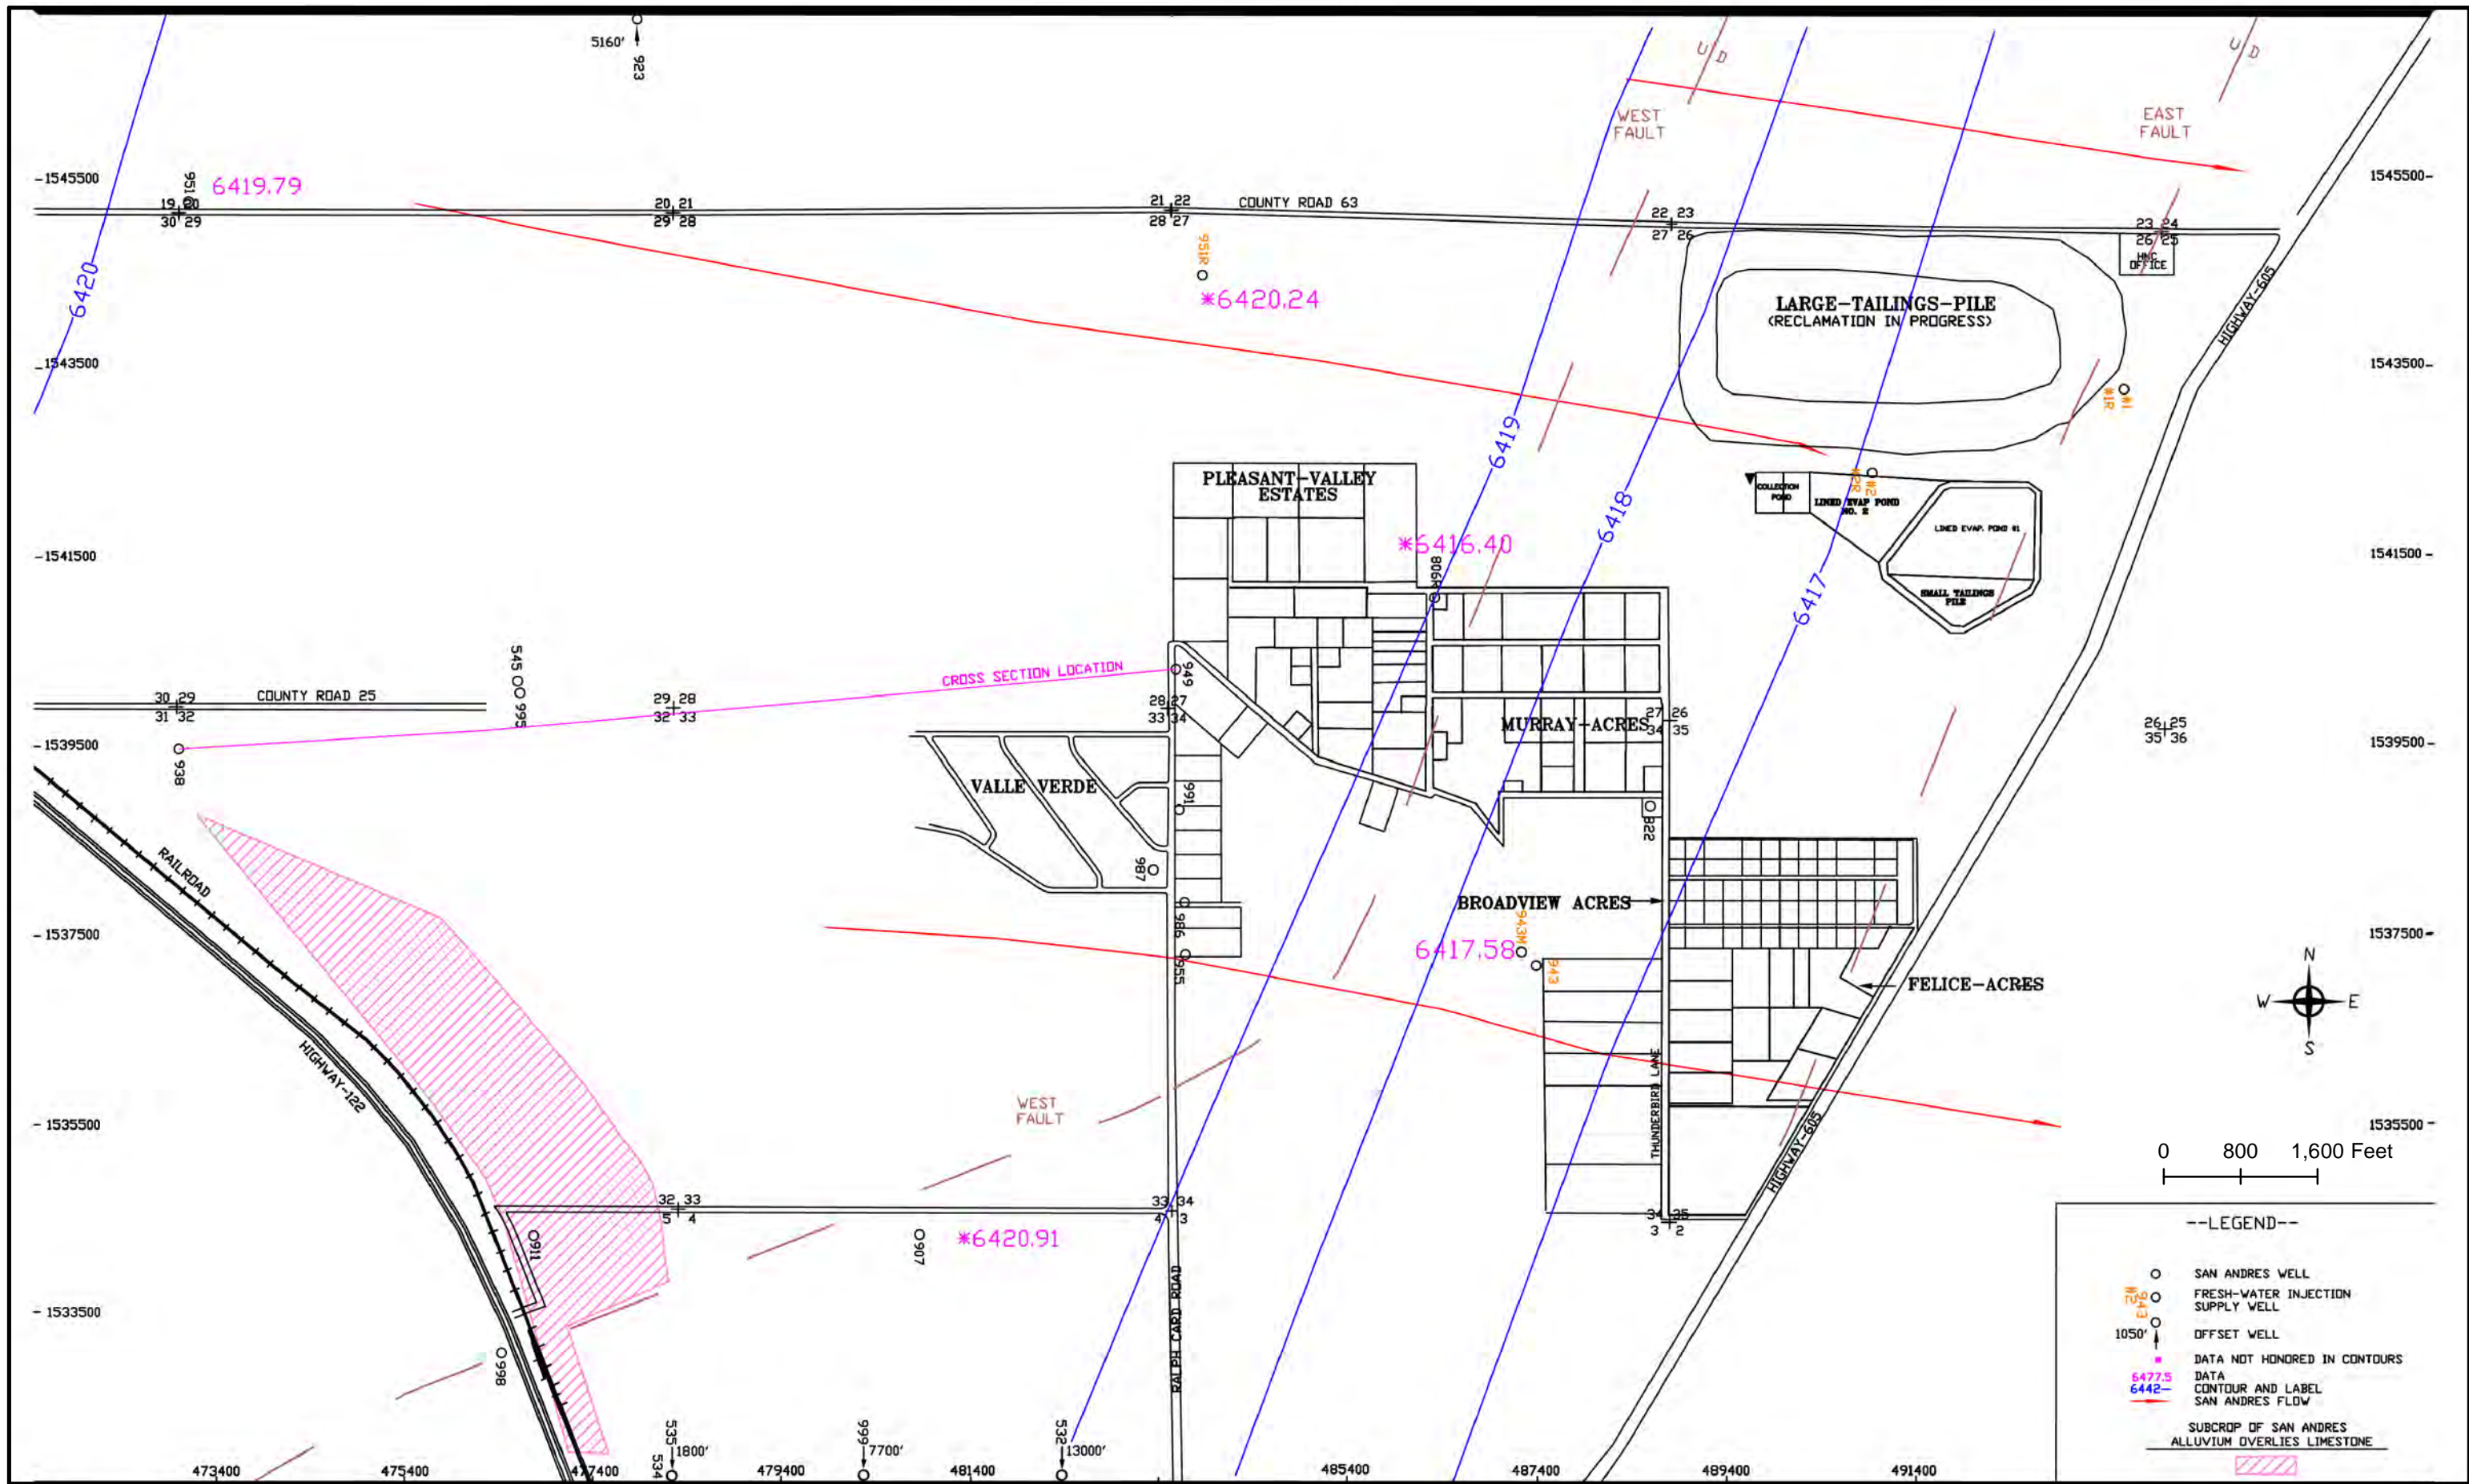 5160'
923
U/D
U/D
WEST
FAULT
EAST
FAULT
1545500
951
6419.79
19 20
30 29
20 21
29 28
21 22
28 27
COUNTY ROAD 63
22 23
27 26
23 24
26 25
HMC
OFFICE
1545500
6420
951R
*6420.24
LARGE-TAILINGS-PILE
(RECLAMATION IN PROGRESS)
HIGHWAY-605
1543500
1543500
#1
#1R
6419
PLEASANT-VALLEY
ESTATES
6418
COLLECTION
POND
#2
#2R
LINED EVAP POND
NO. 2
LINED EVAP. POND #1
*6416.40
806R
1541500
1541500
6417
SMALL TAILINGS
PILE
545
995
CROSS SECTION LOCATION
949
30 29
31 32
COUNTY ROAD 25
29 28
32 33
28 27
33 34
MURRAY-ACRES
27 26
34 35
26 25
35 36
1539500
1539500
938
VALLE VERDE
991
822
RAILROAD
987
BROADVIEW ACRES
986
943M
1537500
6417.58
1537500
955
943
FELICE-ACRES
N
W
E
S
HIGHWAY-122
THUNDERBIRD LANE
WEST
FAULT
1535500
HIGHWAY-605
1535500
0 800 1,600 Feet
32 33
5 4
33 34
4 3
34 35
3 2
911
907
*6420.91
RALPH CARD ROAD
1533500
998
535
1800'
534
999
7700'
532
13000'
473400
475400
477400
479400
481400
485400
487400
489400
491400
--LEGEND--
SAN ANDRES WELL
#2
943
FRESH-WATER INJECTION
SUPPLY WELL
1050'
OFFSET WELL
* DATA NOT HONORED IN CONTOURS
6477.5 DATA
6442 CONTOUR AND LABEL
SAN ANDRES FLOW
SUBCROP OF SAN ANDRES
ALLUVIUM OVERLIES LIMESTONE